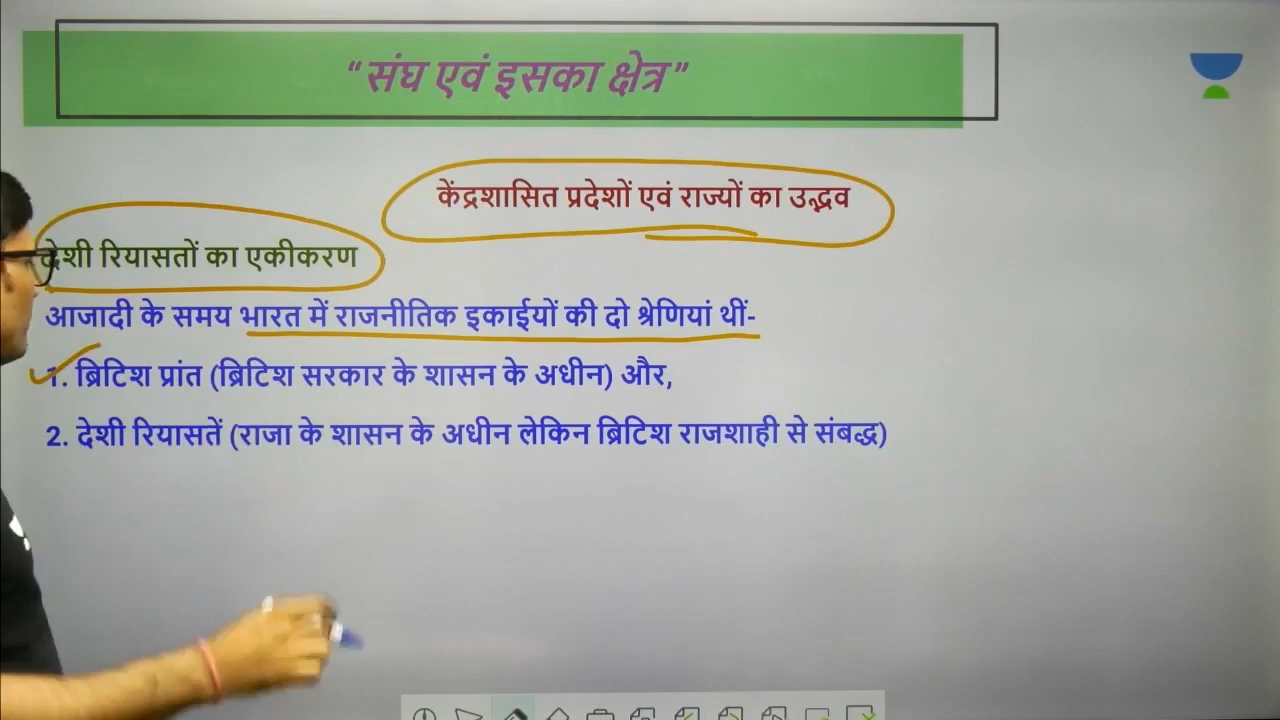 “संघ एवं इसका क्षेत्र”
केंद्रशासित प्रदेशों एवं राज्यों का उद्भव
देशी रियासतों का एकीकरण
आजादी के समय भारत में राजनीतिक इकाईयों की दो श्रेणियां थीं-
1. ब्रिटिश प्रांत (ब्रिटिश सरकार के शासन के अधीन) और,
2. देशी रियासतें (राजा के शासन के अधीन लेकिन ब्रिटिश राजशाही से संबद्ध)